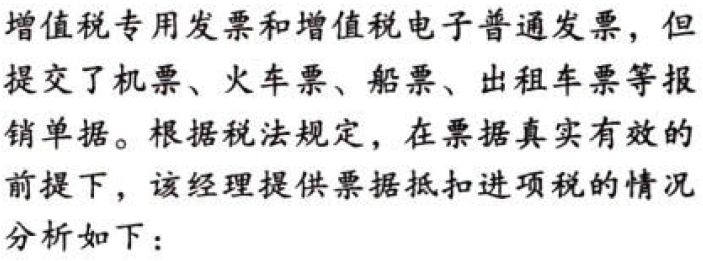 增值税专用发票和增值税电子普通发票，但
提交了机票、火车票、船票、出租车票等报
销单据。根据税法规定，在票据真实有效的
前提下，该经理提供票据抵扣进项税的情况
分析如下：